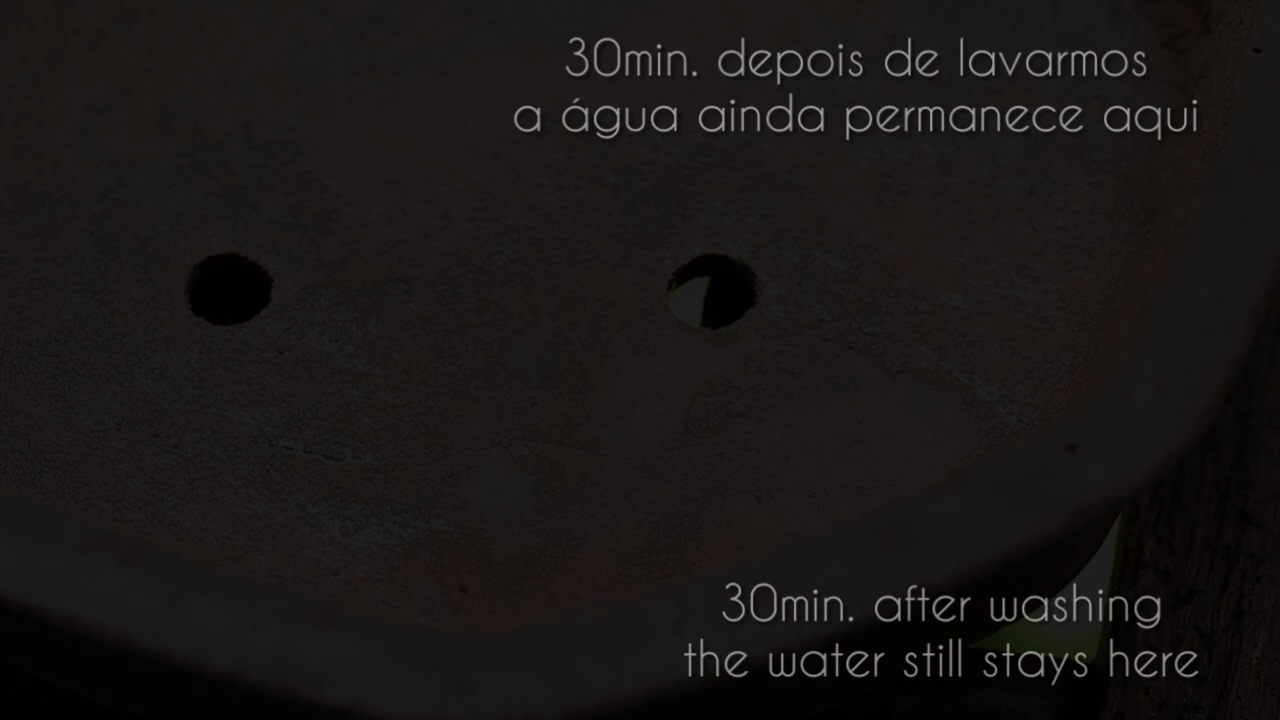 30min. depois de lavarmos
a água ainda permanece aqui
30min. after washing
the water still stays here